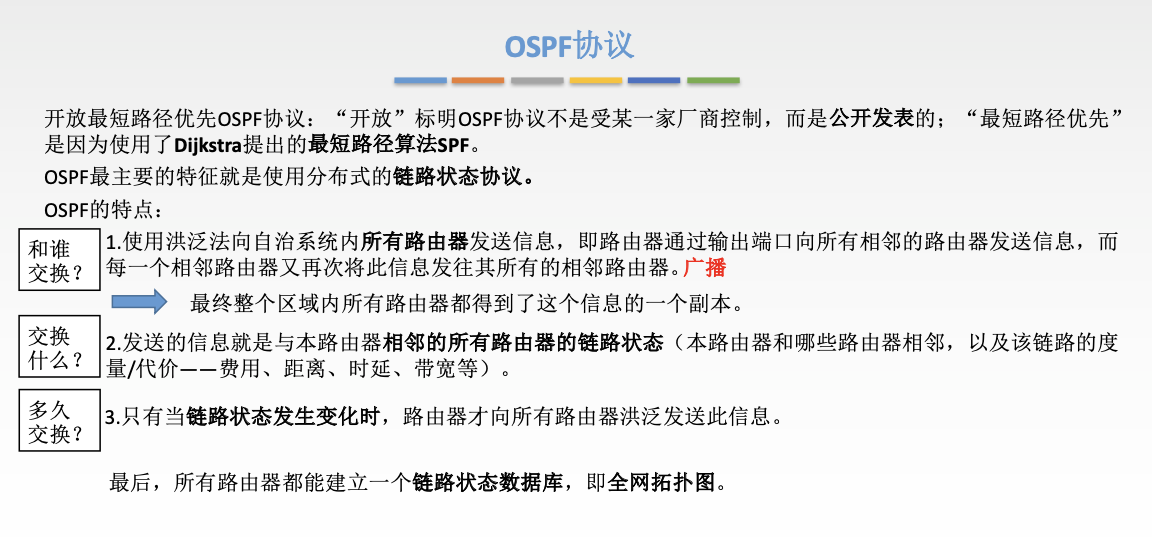 OSPF协议
开放最短路径优先OSPF协议：“开放”标明OSPF协议不是受某一家厂商控制，而是公开发表的；“最短路径优先”
是因为使用了Dijkstra提出的最短路径算法SPF。
OSPF最主要的特征就是使用分布式的链路状态协议。
OSPF的特点：
和谁
交换？
1.使用洪泛法向自治系统内所有路由器发送信息，即路由器通过输出端口向所有相邻的路由器发送信息，而
每一个相邻路由器又再次将此信息发往其所有的相邻路由器。广播
最终整个区域内所有路由器都得到了这个信息的一个副本。
交换
什么？
2.发送的信息就是与本路由器相邻的所有路由器的链路状态（本路由器和哪些路由器相邻，以及该链路的度
量/代价——费用、距离、时延、带宽等）。
多久
交换？
3.只有当链路状态发生变化时，路由器才向所有路由器洪泛发送此信息。
最后，所有路由器都能建立一个链路状态数据库，即全网拓扑图。